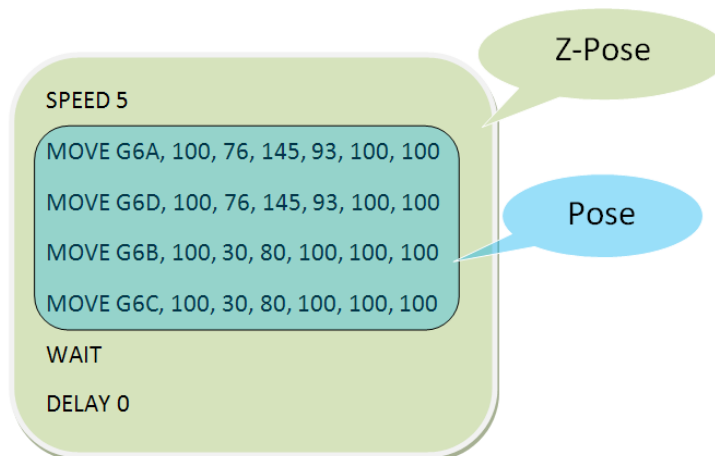 Z-Pose
SPEED 5
MOVE G6A, 100, 76, 145, 93, 100, 100
MOVE G6D, 100, 76, 145, 93, 100, 100
Pose
MOVE G6B, 100, 30, 80, 100, 100, 100
MOVE G6C, 100, 30, 80, 100, 100, 100
WAIT
DELAY 0